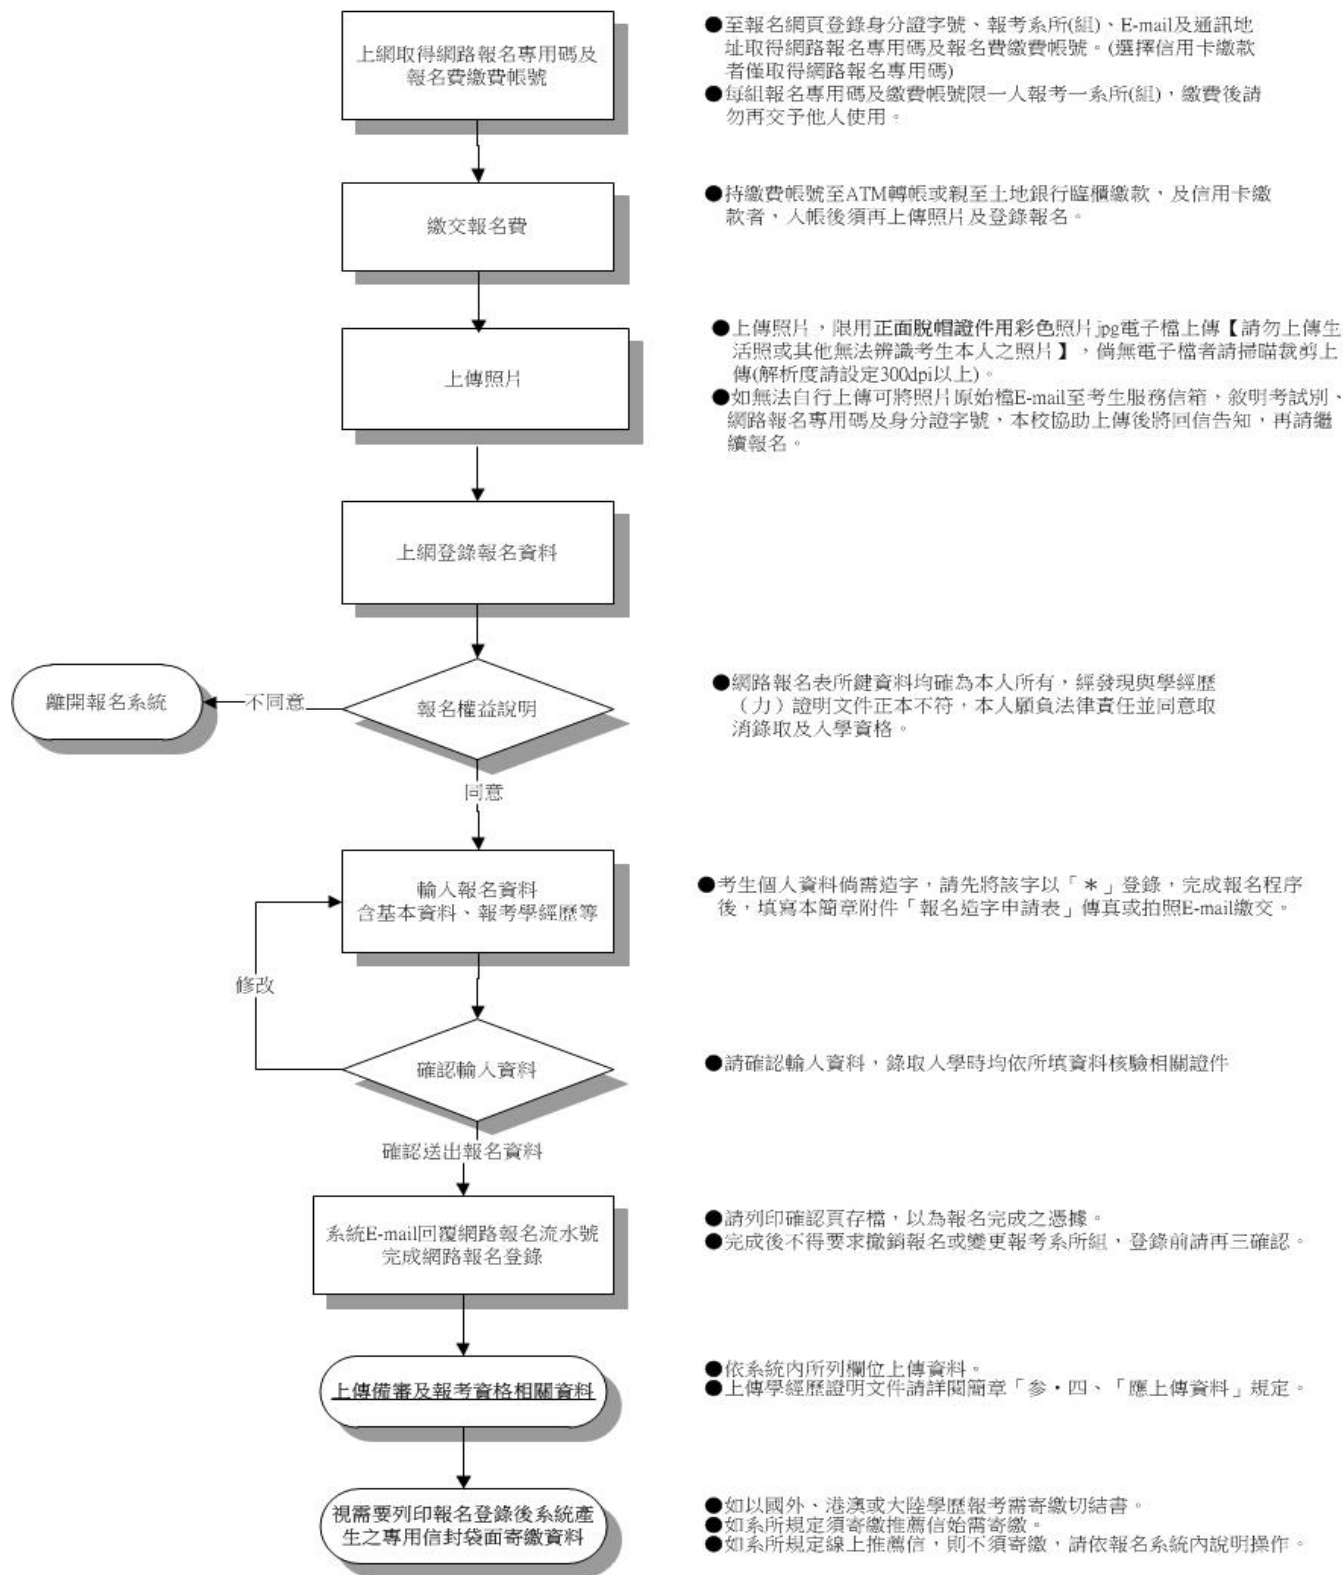 上網取得網路報名專用碼及
報名費繳費帳號
●至報名網頁登錄身分證字號、報考系所(組)、E-mail及通訊地
址取得網路報名專用碼及報名費繳費帳號。(選擇信用卡繳款
者僅取得網路報名專用碼)
●每組報名專用碼及繳費帳號限一人報考一系所(組)，繳費後請
勿再交予他人使用。
繳交報名費
●持繳費帳號至ATM轉帳或親至土地銀行臨櫃繳款、及信用卡繳
款者，入帳後須再上傳照片及登錄報名。
上傳照片
●上傳照片，限用正面脫帽證件用彩色照片jpg電子檔上傳【請勿上傳生
活照或其他無法辨識考生本人之照片】，倘無電子檔者請掃瞄裁剪上
傳(解析度請設定300dpi以上)。
●如無法自行上傳可將照片原始檔E-mail至考生服務信箱，敘明考試別、
網路報名專用碼及身分證字號，本校協助上傳後將回信告知，再請繼
續報名。
上網登錄報名資料
離開報名系統
不同意
報名權益說明
●網路報名表所鍵資料均確為本人所有，經發現與學經歷
（力）證明文件正本不符，本人願負法律責任並同意取
消錄取及入學資格。
同意
輸入報名資料
含基本資料、報考學經歷等
●考生個人資料倘需造字，請先將該字以「＊」登錄，完成報名程序
後，填寫本簡章附件「報名造字申請表」傳真或拍照E-mail繳交。
修改
確認輸入資料
●請確認輸入資料，錄取入學時均依所填資料核驗相關證件
確認送出報名資料
系統E-mail回覆網路報名流水號
完成網路報名登錄
●請列印確認頁存檔，以為報名完成之憑據。
●完成後不得要求撤銷報名或變更報考系所組，登錄前請再三確認。
上傳備審及報考資格相關資料
●依系統內所列欄位上傳資料。
●上傳學經歷證明文件請詳閱簡章「參‧四、「應上傳資料」規定。
視需要列印報名登錄後系統產
生之專用信封袋面寄繳資料
●如以國外、港澳或大陸學歷報考需寄繳切結書。
●如系所規定須寄繳推薦信始需寄繳。
●如系所規定線上推薦信，則不須寄繳，請依報名系統內說明操作。